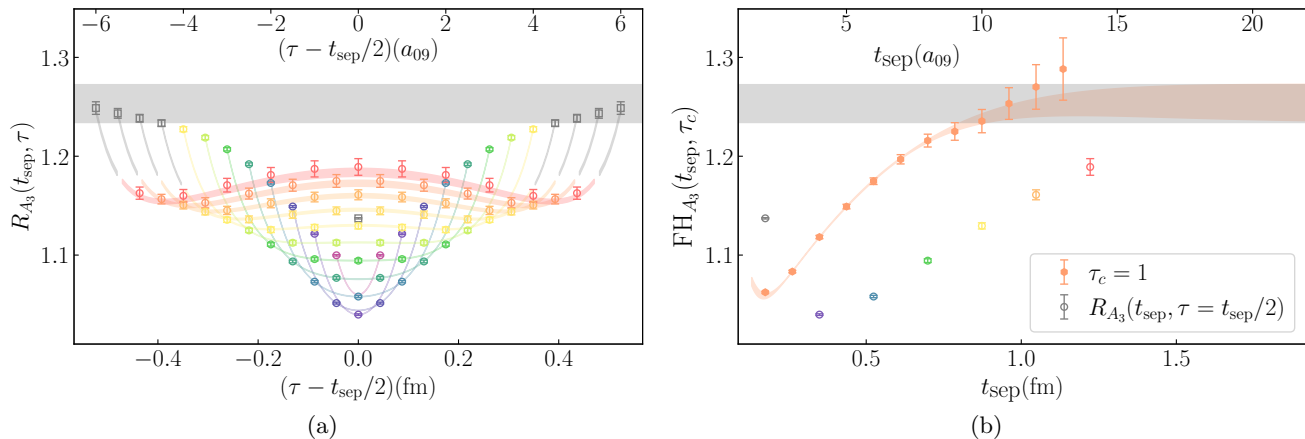 −6 −4 −2 0 2 4 6
(τ − t_sep/2)(a_09)
1.3
1.2
1.1
R_{A_3}(t_sep, τ)
−0.4 −0.2 0.0 0.2 0.4
(τ − t_sep/2)(fm)
(a)
5 10 15 20
t_sep(a_09)
1.3
1.2
1.1
FH_{A_3}(t_sep, τ_c)
τ_c = 1
R_{A_3}(t_sep, τ = t_sep/2)
0.5 1.0 1.5
t_sep(fm)
(b)